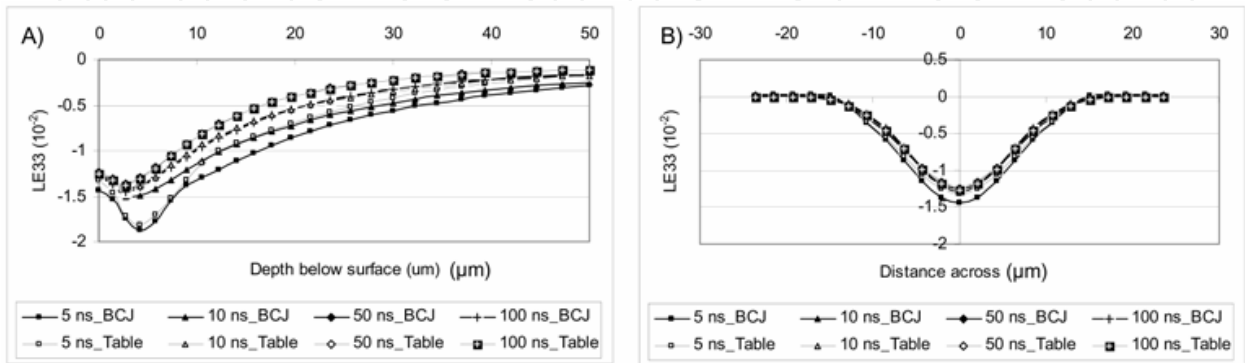 A)
0 10 20 30 40 50
0
-0.5
-1
-1.5
-2
LE33 (10⁻²)
Depth below surface (um) (µm)
5 ns_BCJ 10 ns_BCJ 50 ns_BCJ 100 ns_BCJ
5 ns_Table 10 ns_Table 50 ns_Table 100 ns_Table
B)
-30 -20 -10 0 10 20 30
0.5
0
-0.5
-1
-1.5
-2
LE33 (10⁻²)
Distance across (µm)
5 ns_BCJ 10 ns_BCJ 50 ns_BCJ 100 ns_BCJ
5 ns_Table 10 ns_Table 50 ns_Table 100 ns_Table